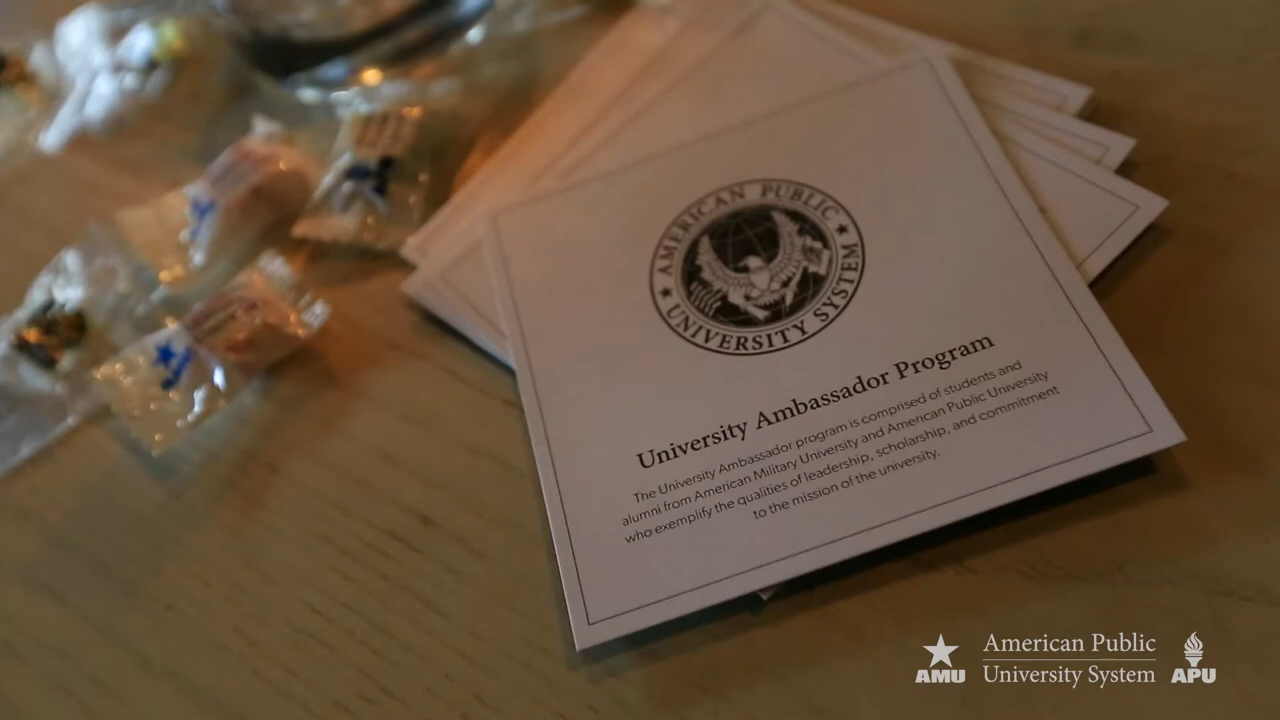 AMERICAN PUBLIC
UNIVERSITY SYSTEM
University Ambassador Program
The University Ambassador program is comprised of students and
alumni from American Military University and American Public University
who exemplify the qualities of leadership, scholarship, and commitment
to the mission of the university.
AMU
American Public
University System
APU